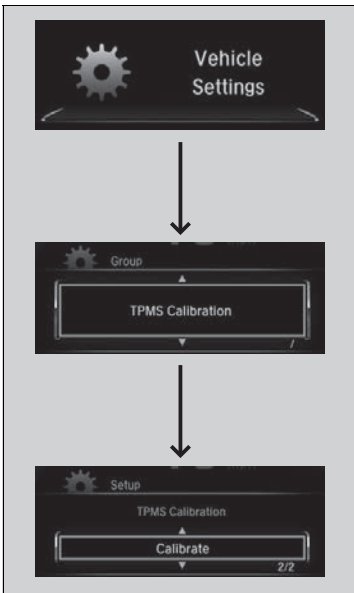 Vehicle
Settings
Group
TPMS Calibration
/
Setup
TPMS Calibration
Calibrate
2/2